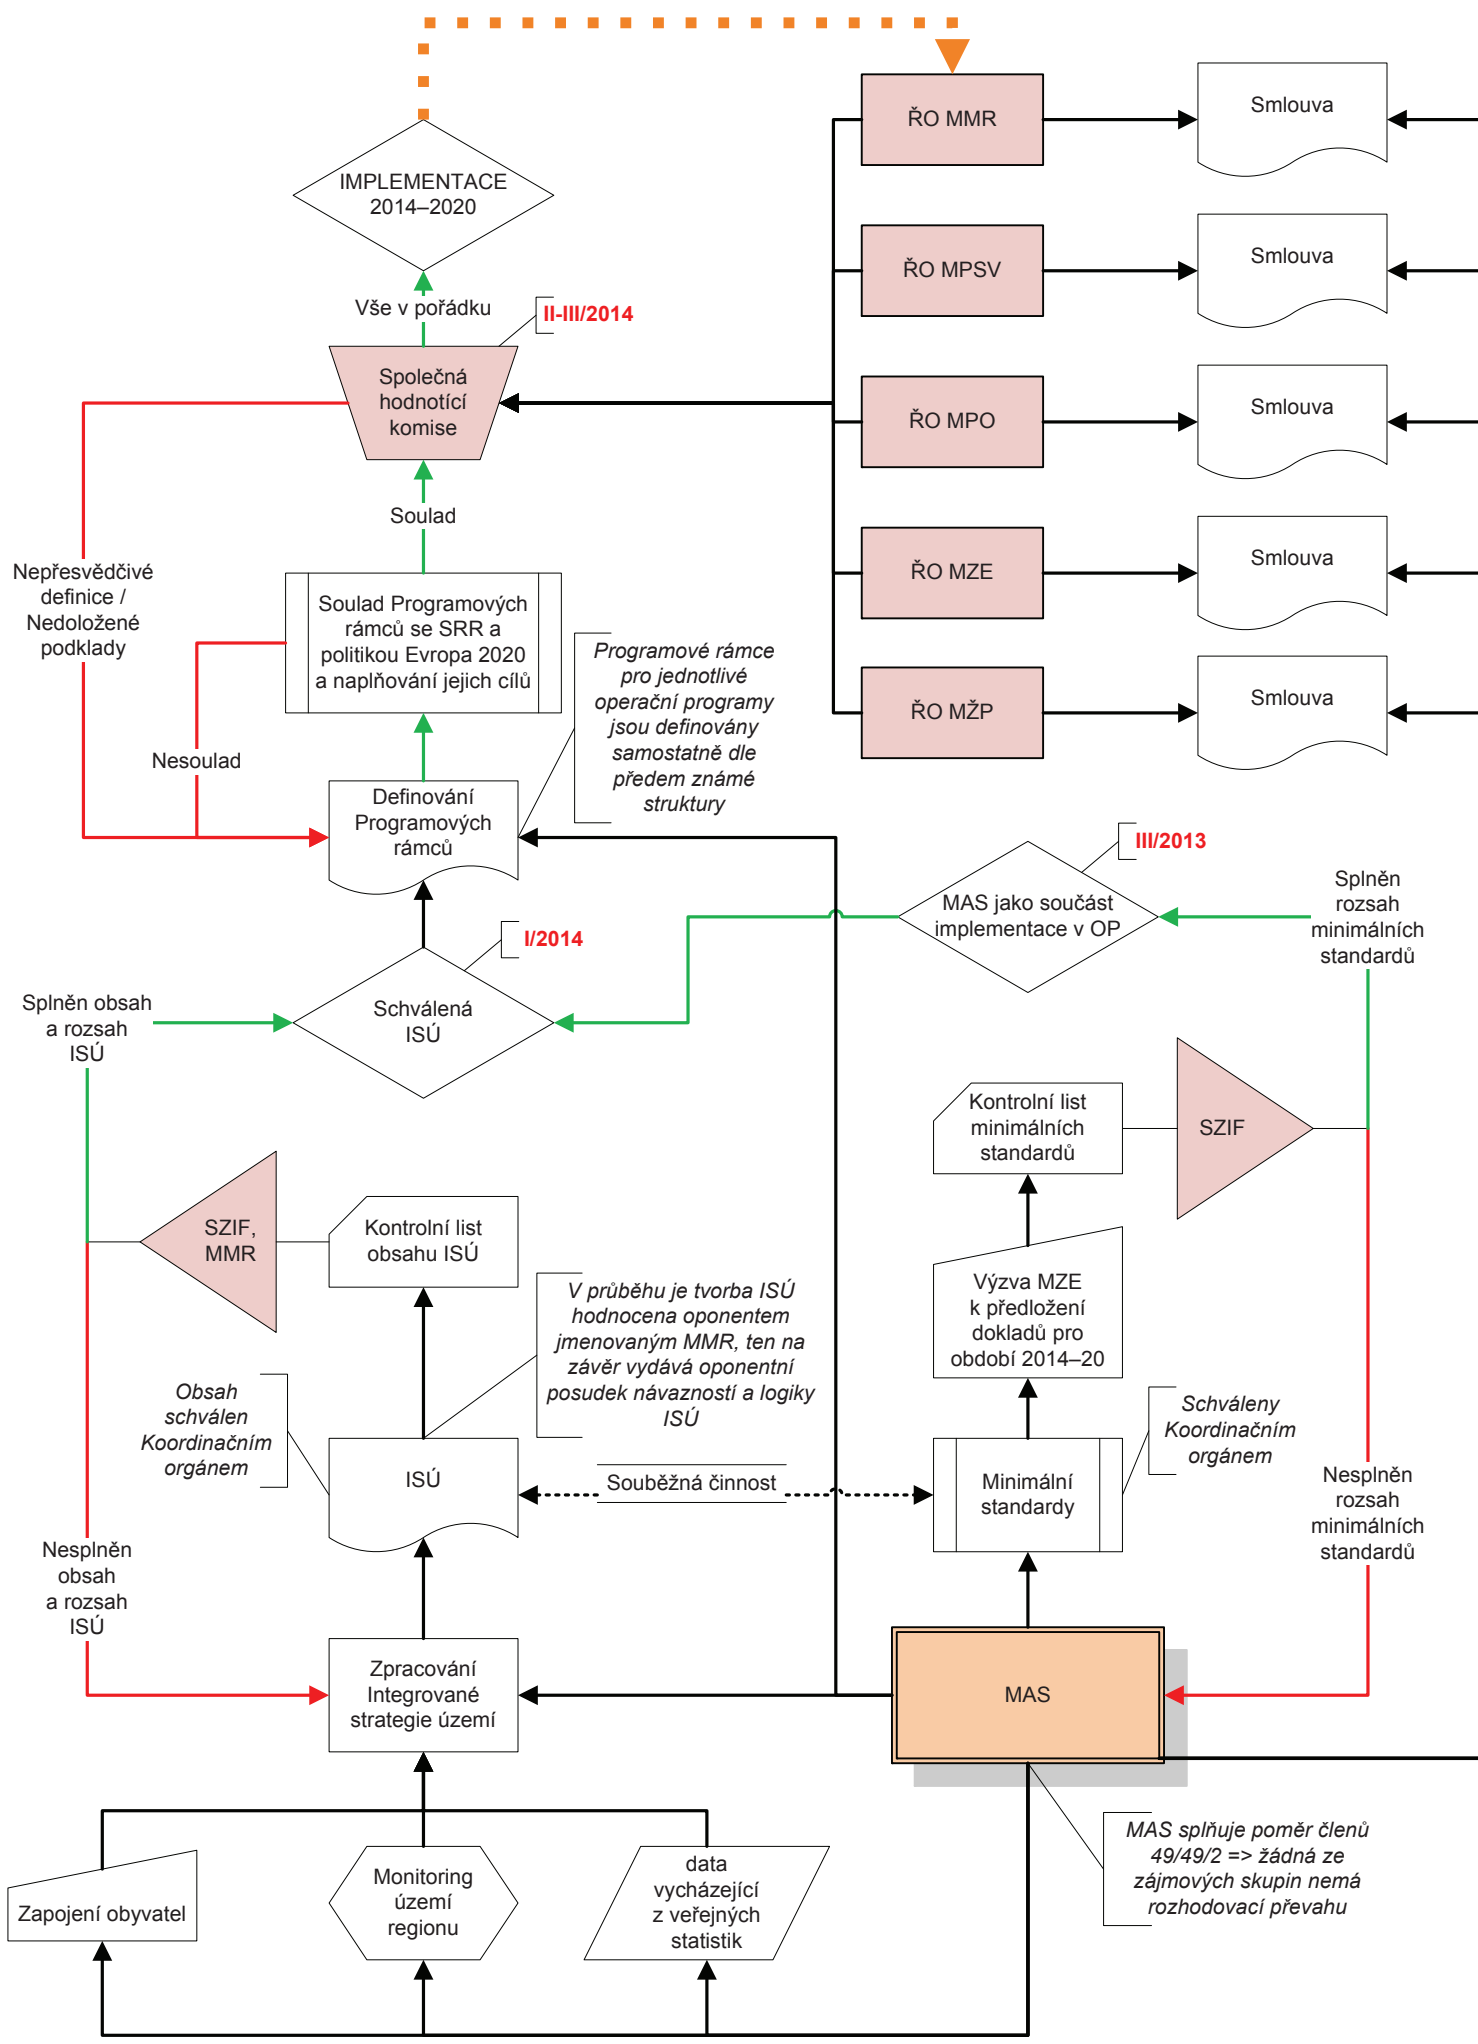 ŘO MMR
Smlouva
IMPLEMENTACE
2014–2020
ŘO MPSV
Smlouva
Vše v pořádku
II-III/2014
Společná
hodnotící
komise
ŘO MPO
Smlouva
Soulad
Nepřesvědčivé
definice /
Nedoložené
podklady
ŘO MZE
Smlouva
Soulad Programových
rámců se SRR a
politikou Evropa 2020
a naplňování jejich cílů
Programové rámce
pro jednotlivé
operační programy
jsou definovány
samostatně dle
předem známé
struktury
ŘO MŽP
Smlouva
Nesoulad
Definování
Programových
rámců
III/2013
MAS jako součást
implementace v OP
Splněn
rozsah
minimálních
standardů
I/2014
Schválená
ISÚ
Splněn obsah
a rozsah
ISÚ
Kontrolní list
minimálních
standardů
SZIF
SZIF,
MMR
Kontrolní list
obsahu ISÚ
Výzva MZE
k předložení
dokladů pro
období 2014–20
V průběhu je tvorba ISÚ
hodnocena oponentem
jmenovaným MMR, ten na
závěr vydává oponentní
posudek návazností a logiky
ISÚ
Obsah
schválen
Koordinačním
orgánem
Schváleny
Koordinačním
orgánem
ISÚ
Souběžná činnost
Minimální
standardy
Nesplněn
rozsah
minimálních
standardů
Nesplněn
obsah
a rozsah
ISÚ
Zpracování
Integrované
strategie území
MAS
MAS splňuje poměr členů
49/49/2 => žádná ze
zájmových skupin nemá
rozhodovací převahu
Zapojení obyvatel
Monitoring
území
regionu
data
vycházející
z veřejných
statistik